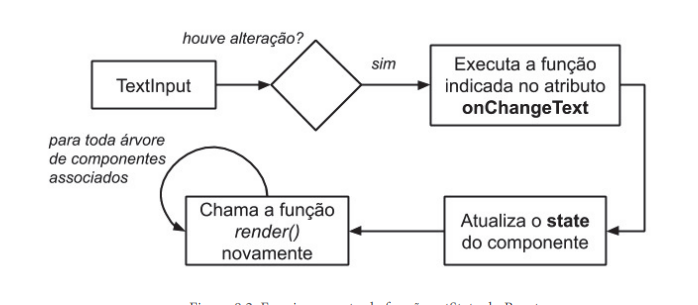 houve alteração?
sim
TextInput
Executa a função
indicada no atributo
onChangeText
para toda árvore
de componentes
associados
Chama a função
render()
novamente
Atualiza o state
do componente